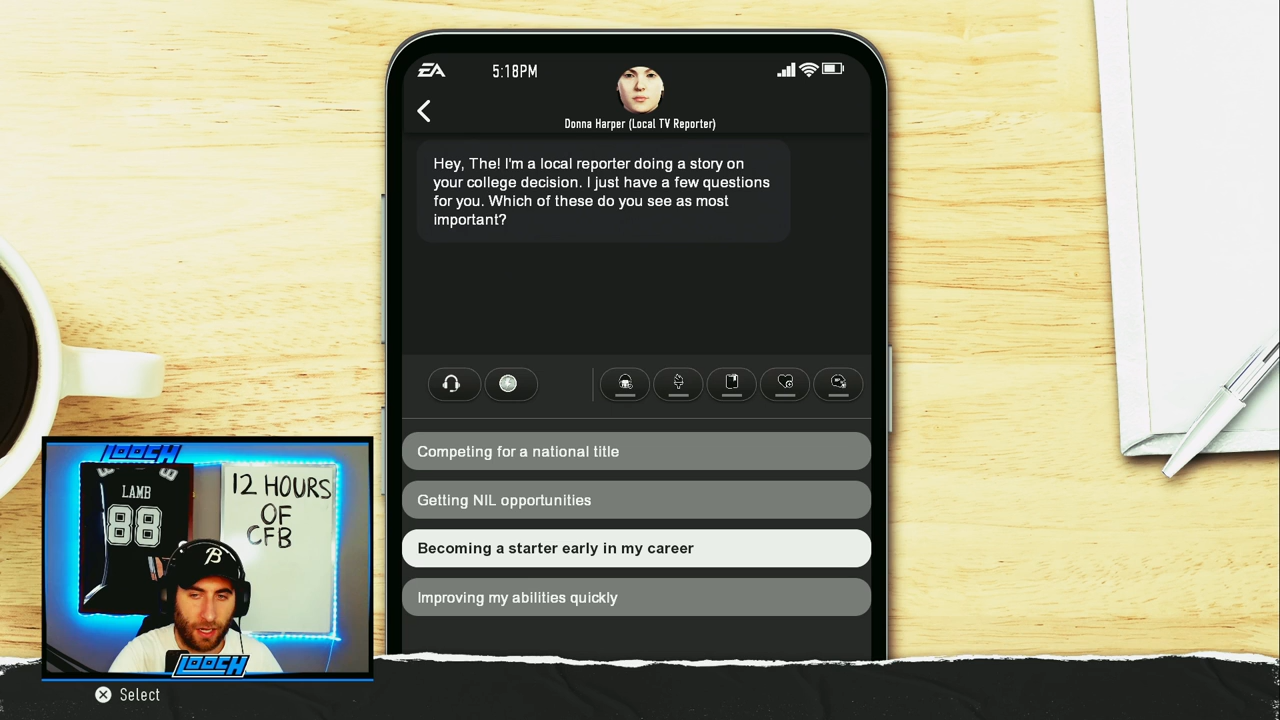 EA
5:18PM
Donna Harper (Local TV Reporter)
Hey, The! I'm a local reporter doing a story on
your college decision. I just have a few questions
for you. Which of these do you see as most
important?
Competing for a national title
Getting NIL opportunities
Becoming a starter early in my career
Improving my abilities quickly
LOOCH
LAMB
88
12 HOURS
OF
CFB
B
LOOCH
Select